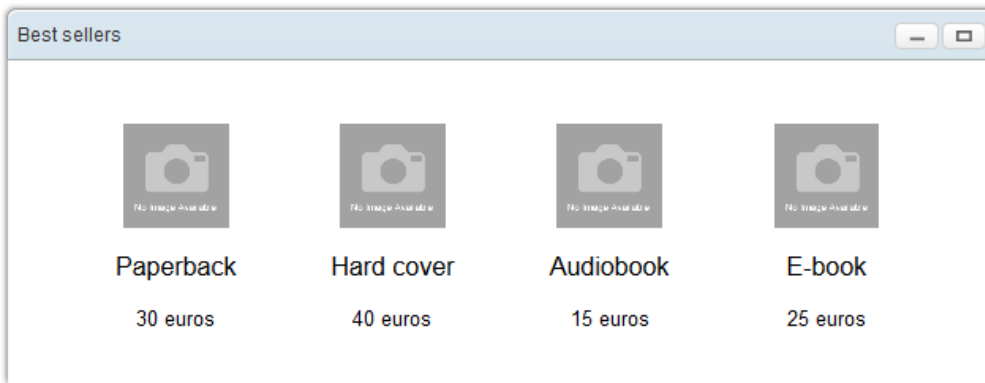 Best sellers
No Image Available No Image Available No Image Available No Image Available
Paperback Hard cover Audiobook E-book
30 euros 40 euros 15 euros 25 euros